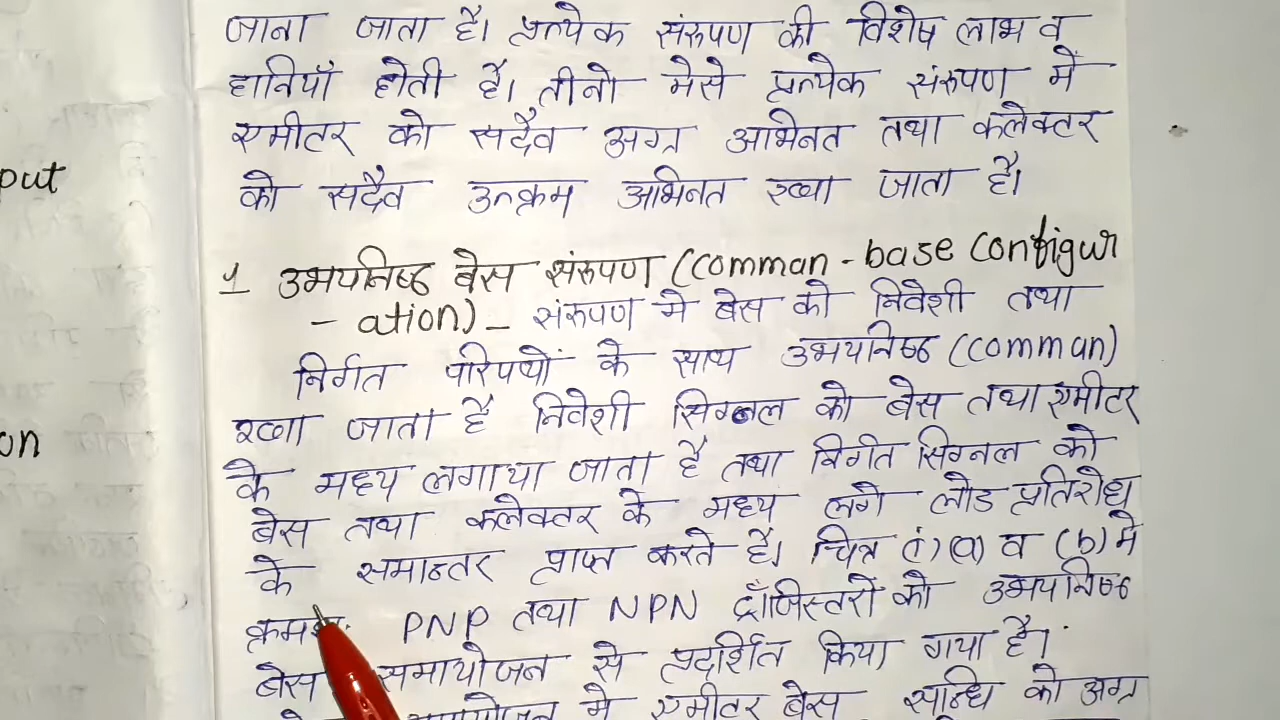 जाना जाता है। प्रत्येक संरूपण की विशेष लाभ व
हानियाँ होती है। तीनो मेसे प्रत्येक संरूपण में
put
एमीटर को सदैव अग्र अभिनत तथा कलेक्टर
को सदैव उत्क्रम अभिनत रखा जाता है।
1 उभयनिष्ठ बेस संरूपण (comman - base configur
- ation) - संरूपण मे बेस को निवेशी तथा
निर्गत परिपथों के साथ उभयनिष्ठ (comman)
रखा जाता है निवेशी सिग्नल को बेस तथा एमीटर
on
के मध्य लगाया जाता है तथा निर्गत सिग्नल को
बेस तथा कलेक्टर के मध्य लगे लोड प्रतिरोध
के समान्तर प्राप्त करते है। चित्र (i) (a) व (b) मे
PNP तथा NPN ट्राँजिस्तरों को उभयनिष्ठ
बेस समायोजन से प्रदर्शित किया गया है।
मे एमीटर बेस सन्धि को अग्र